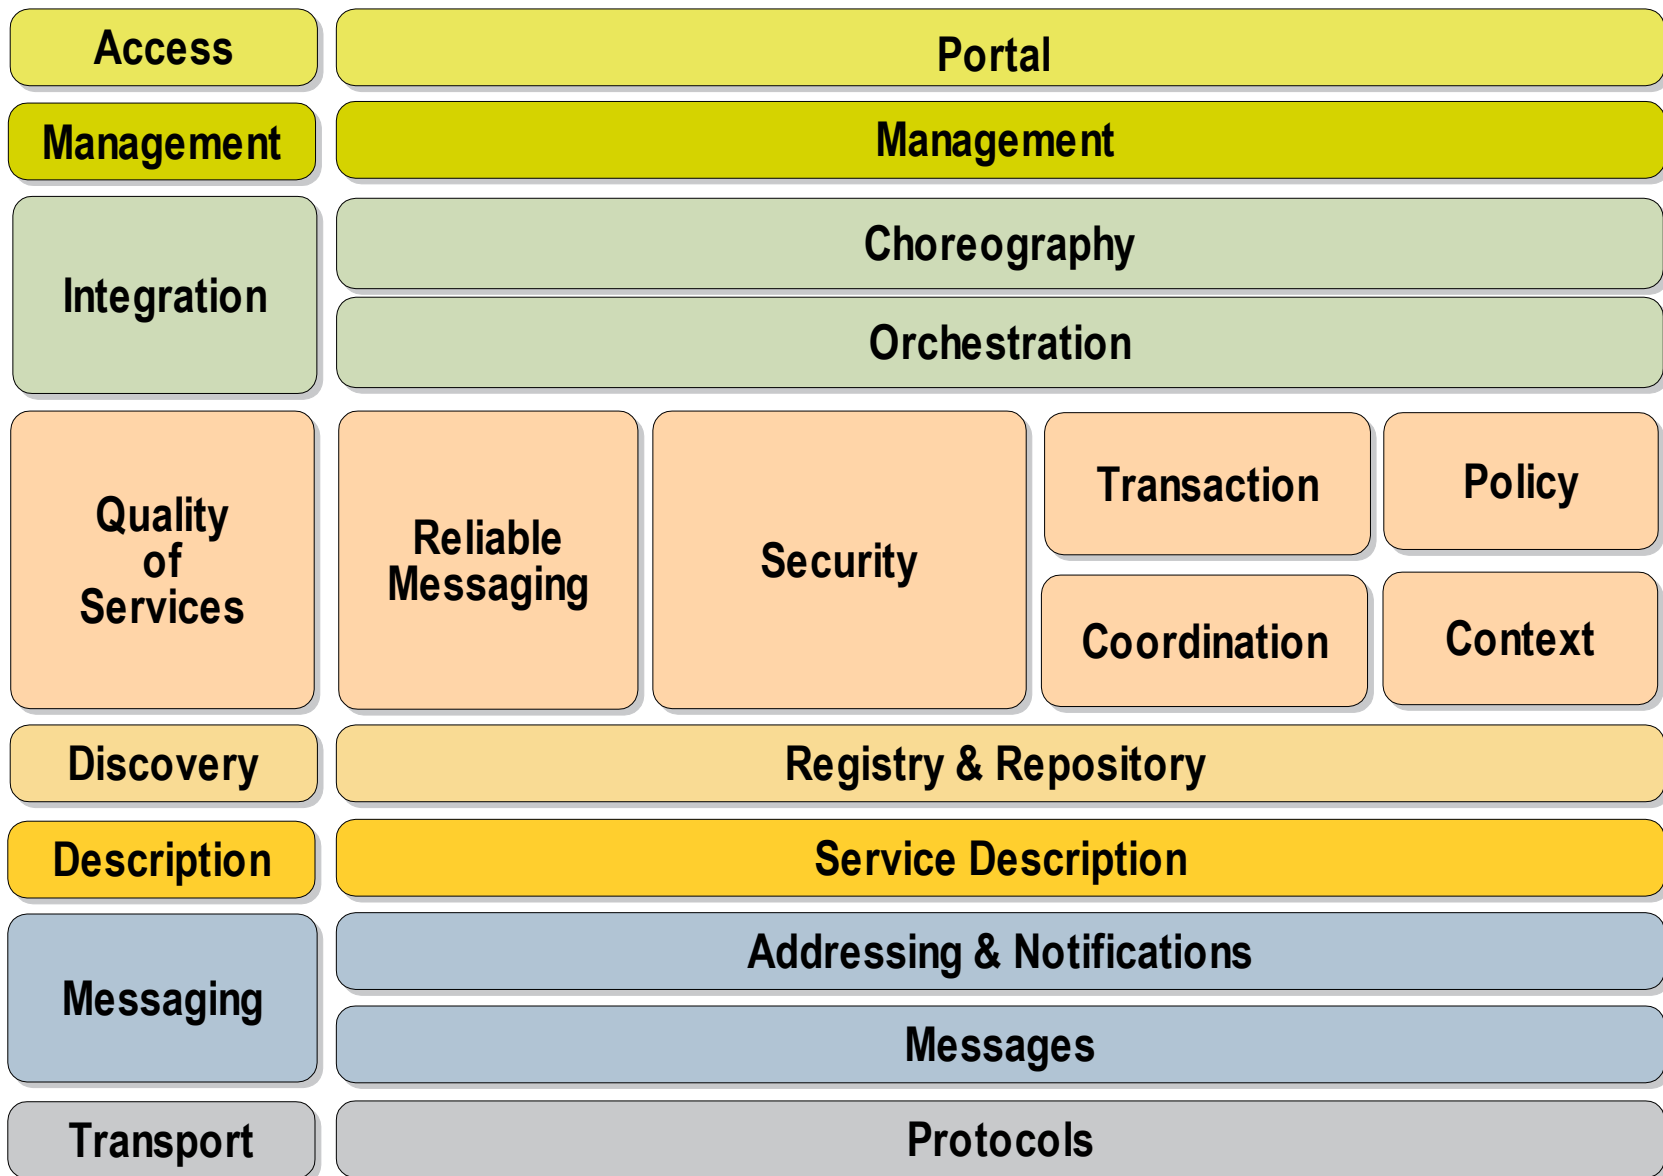 Access
Portal
Management
Management
Integration
Choreography
Orchestration
Quality
of
Services
Reliable
Messaging
Security
Transaction
Policy
Coordination
Context
Discovery
Registry & Repository
Description
Service Description
Messaging
Addressing & Notifications
Messages
Transport
Protocols